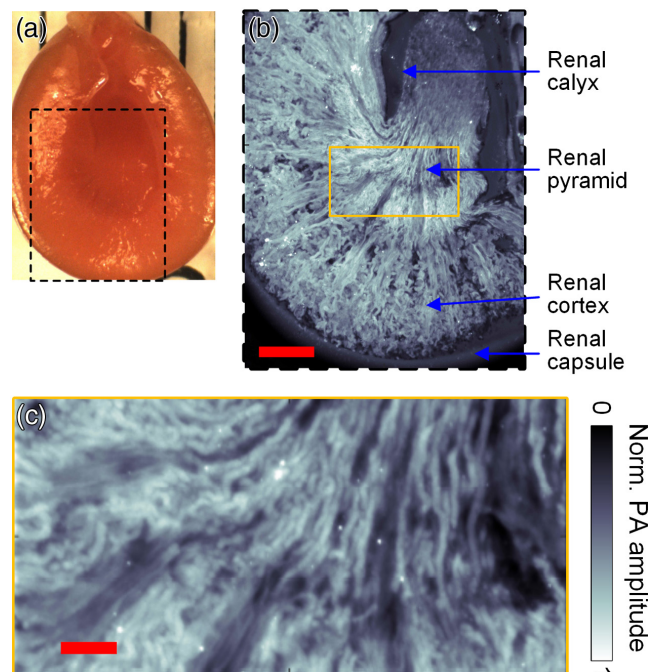 (a)
(b)
Renal
calyx
Renal
pyramid
Renal
cortex
Renal
capsule
(c)
0
Norm. PA amplitude